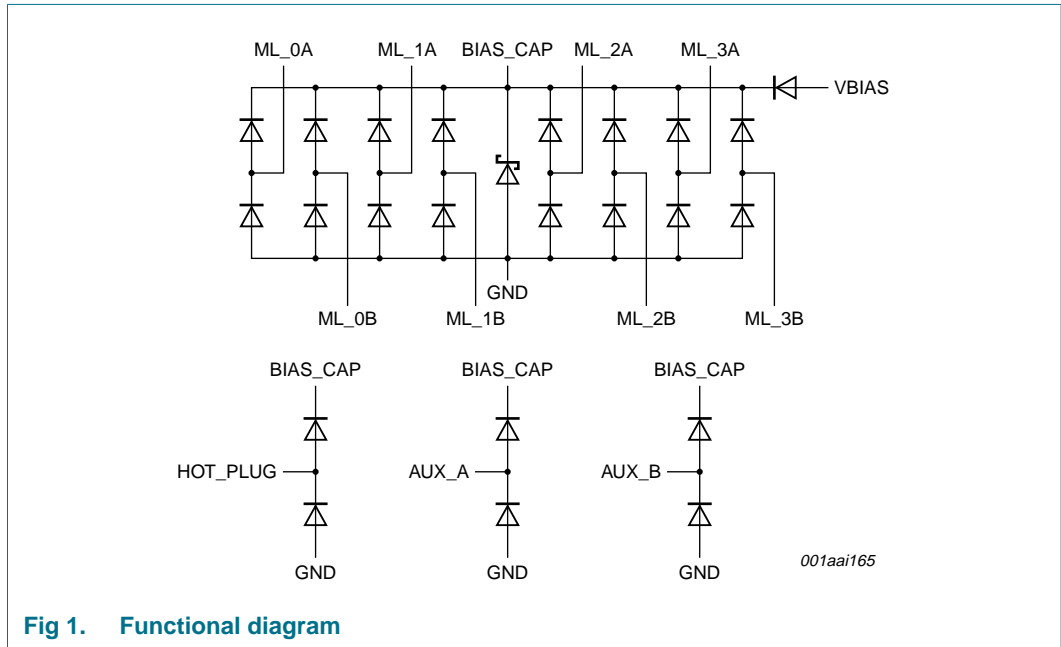 ML_0A ML_1A BIAS_CAP ML_2A ML_3A
VBIAS
GND
ML_0B ML_1B ML_2B ML_3B
BIAS_CAP BIAS_CAP BIAS_CAP
HOT_PLUG AUX_A AUX_B
GND GND GND
001aai165
Fig 1. Functional diagram